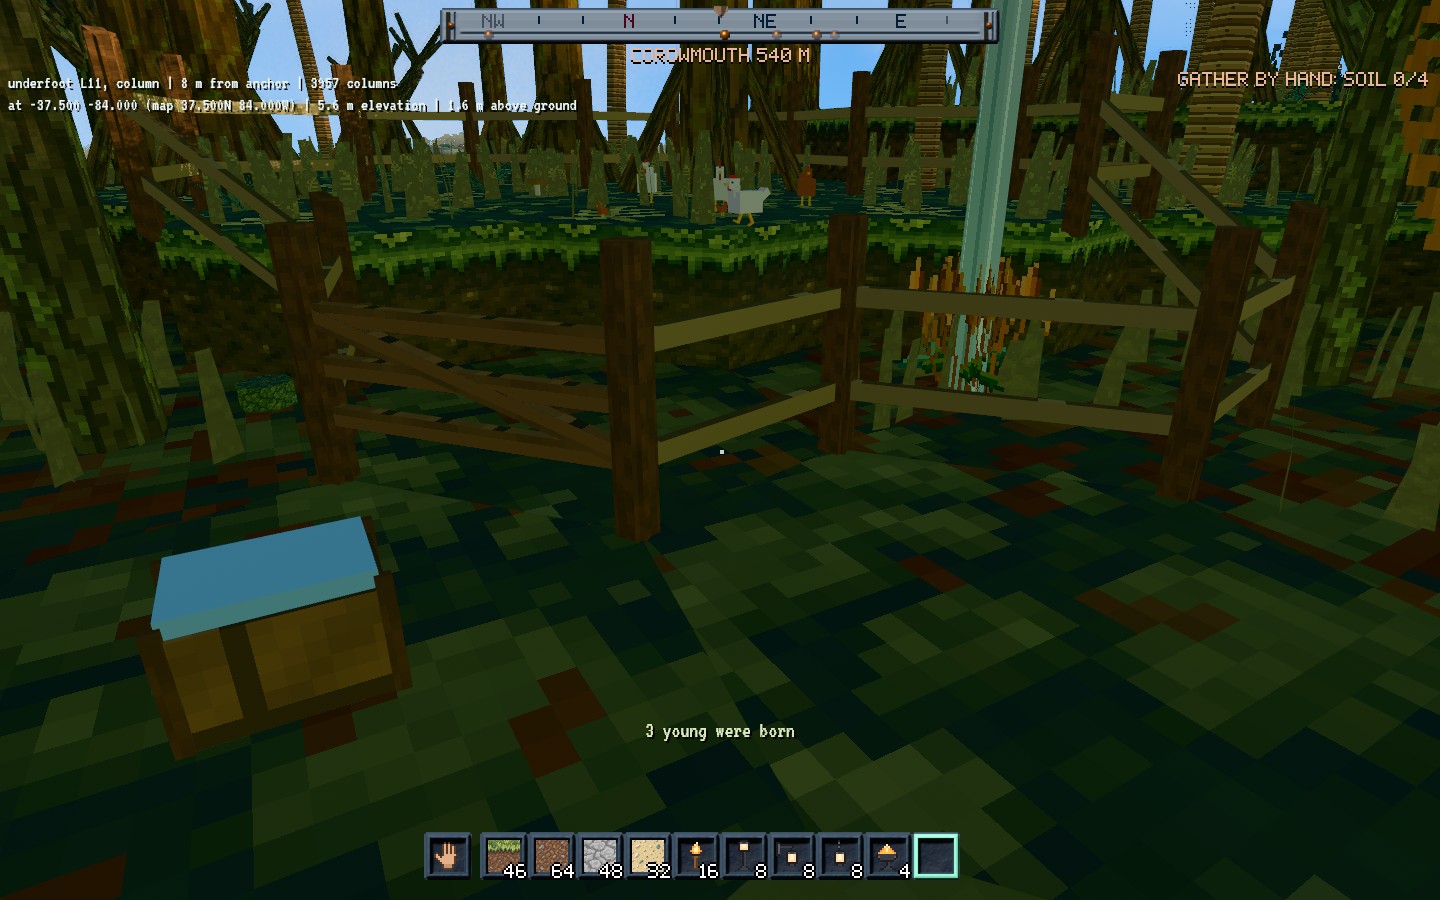 NW N NE E
540 M
underfoot L11, column | 8 m from anchor | 3957 columns
at -37.500 -84.000 (map 37.500N 84.000W) | 5.6 m elevation | 1.6 m above ground
GATHER BY HAND: SOIL 0/4
3 young were born
46 64 48 32 16 8 8 8 4